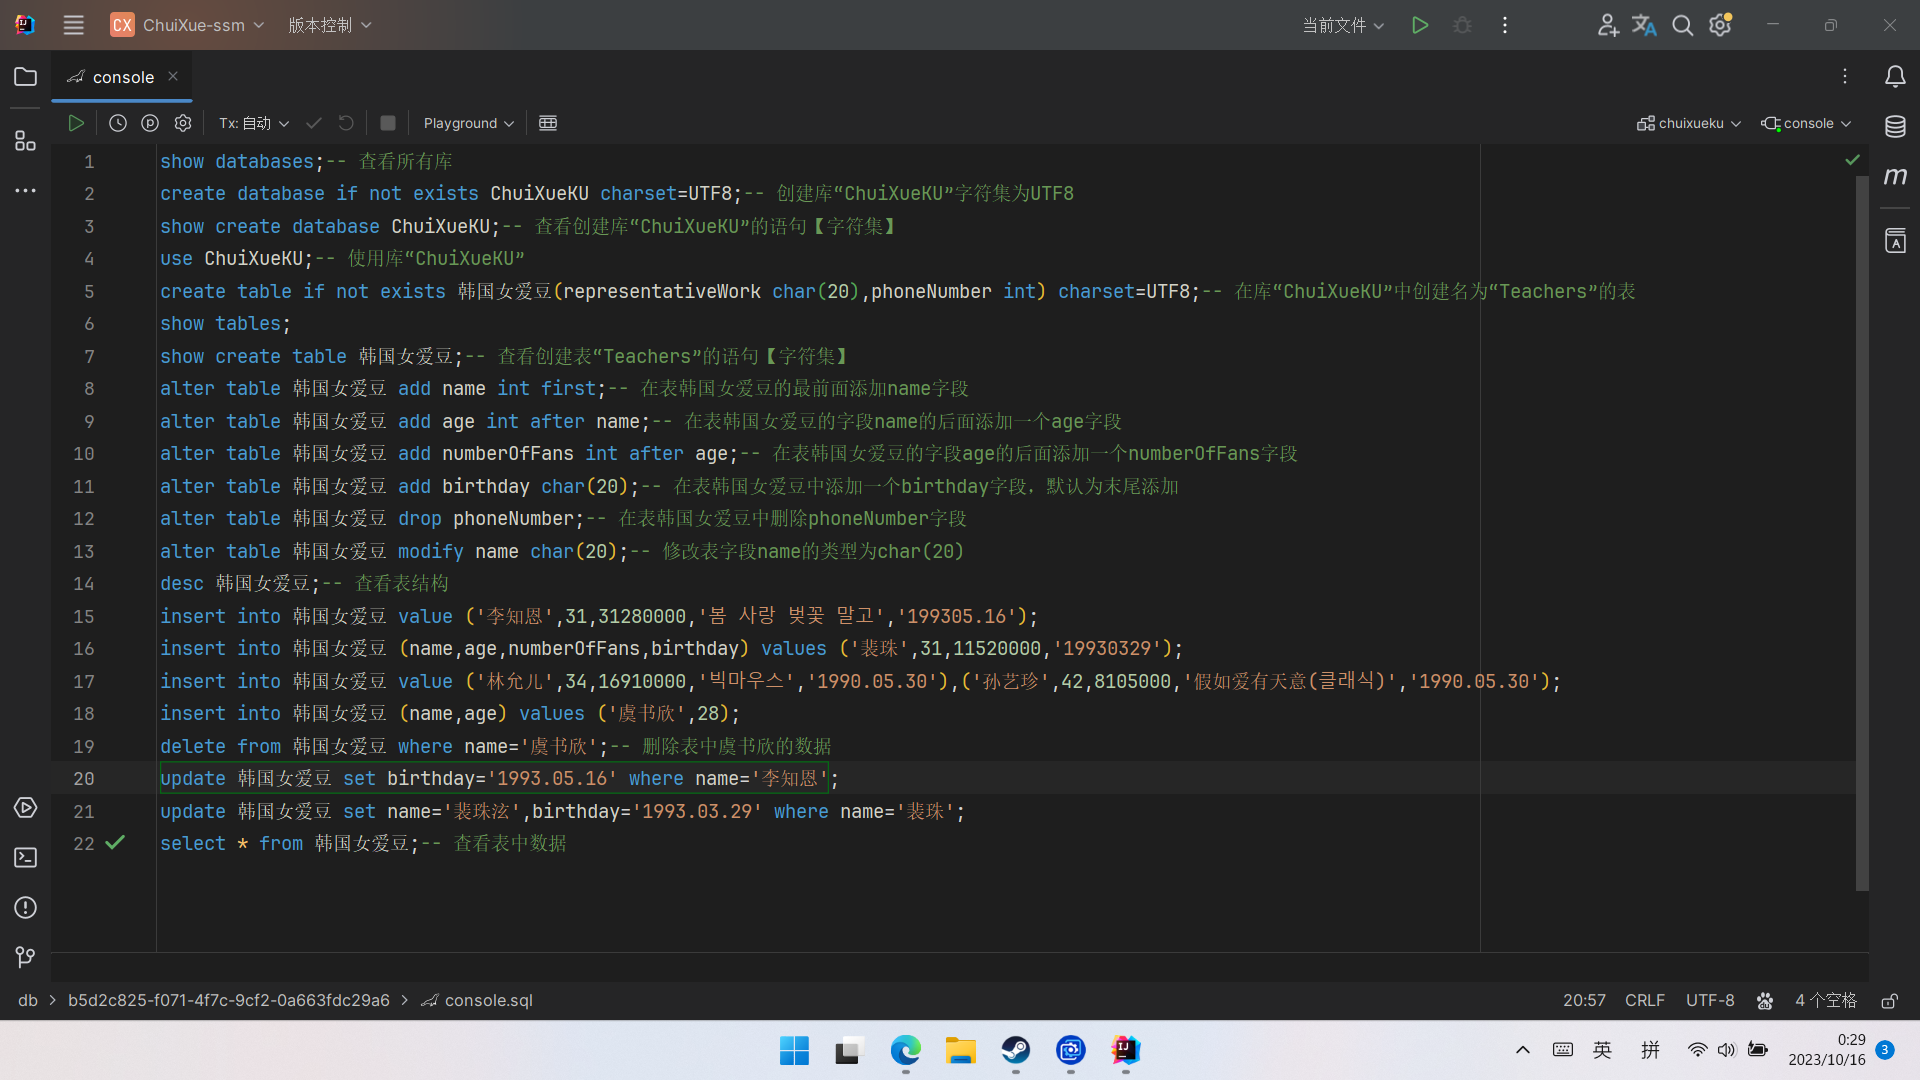 CX ChuiXue-ssm 版本控制 当前文件
console
Tx: 自动 Playground chuixueku console
1 show databases;-- 查看所有库
2 create database if not exists ChuiXueKU charset=UTF8;-- 创建库“ChuiXueKU”字符集为UTF8
3 show create database ChuiXueKU;-- 查看创建库“ChuiXueKU”的语句【字符集】
4 use ChuiXueKU;-- 使用库“ChuiXueKU”
5 create table if not exists 韩国女爱豆(representativeWork char(20),phoneNumber int) charset=UTF8;-- 在库“ChuiXueKU”中创建名为“Teachers”的表
6 show tables;
7 show create table 韩国女爱豆;-- 查看创建表“Teachers”的语句【字符集】
8 alter table 韩国女爱豆 add name int first;-- 在表韩国女爱豆的最前面添加name字段
9 alter table 韩国女爱豆 add age int after name;-- 在表韩国女爱豆的字段name的后面添加一个age字段
10 alter table 韩国女爱豆 add numberOfFans int after age;-- 在表韩国女爱豆的字段age的后面添加一个numberOfFans字段
11 alter table 韩国女爱豆 add birthday char(20);-- 在表韩国女爱豆中添加一个birthday字段，默认为末尾添加
12 alter table 韩国女爱豆 drop phoneNumber;-- 在表韩国女爱豆中删除phoneNumber字段
13 alter table 韩国女爱豆 modify name char(20);-- 修改表字段name的类型为char(20)
14 desc 韩国女爱豆;-- 查看表结构
15 insert into 韩国女爱豆 value ('李知恩',31,31280000,'봄 사랑 벚꽃 말고','199305.16');
16 insert into 韩国女爱豆 (name,age,numberOfFans,birthday) values ('裴珠',31,11520000,'19930329');
17 insert into 韩国女爱豆 value ('林允儿',34,16910000,'빅마우스','1990.05.30'),('孙艺珍',42,8105000,'假如爱有天意(클래식)','1990.05.30');
18 insert into 韩国女爱豆 (name,age) values ('虞书欣',28);
19 delete from 韩国女爱豆 where name='虞书欣';-- 删除表中虞书欣的数据
20 update 韩国女爱豆 set birthday='1993.05.16' where name='李知恩';
21 update 韩国女爱豆 set name='裴珠泫',birthday='1993.03.29' where name='裴珠';
22 select * from 韩国女爱豆;-- 查看表中数据
db > b5d2c825-f071-4f7c-9cf2-0a663fdc29a6 > console.sql 20:57 CRLF UTF-8 4 个空格
英 拼 0:29
2023/10/16 3